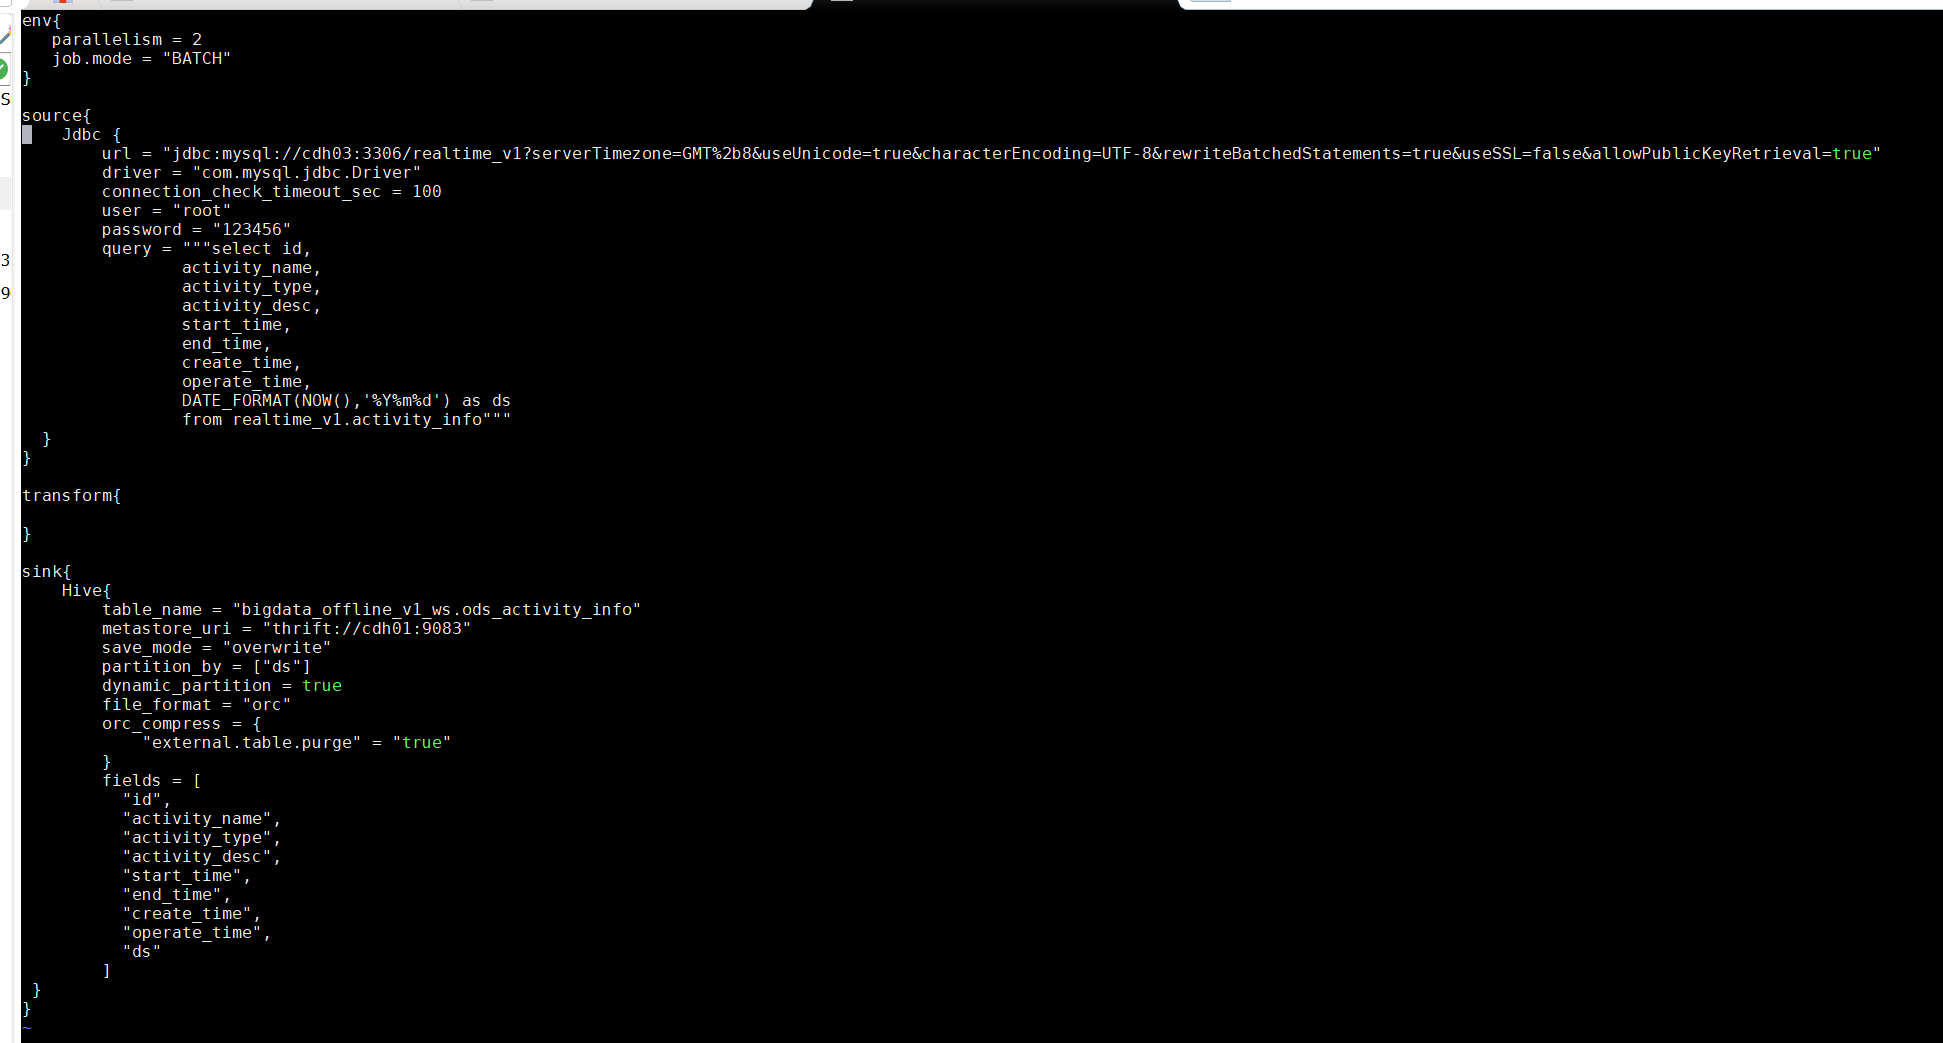 env{
   parallelism = 2
   job.mode = "BATCH"
}
S
source{
    Jdbc {
        url = "jdbc:mysql://cdh03:3306/realtime_v1?serverTimezone=GMT%2b8&useUnicode=true&characterEncoding=UTF-8&rewriteBatchedStatements=true&useSSL=false&allowPublicKeyRetrieval=true"
        driver = "com.mysql.jdbc.Driver"
        connection_check_timeout_sec = 100
        user = "root"
        password = "123456"
        query = """select id,
3
                activity_name,
                activity_type,
9
                activity_desc,
                start_time,
                end_time,
                create_time,
                operate_time,
                DATE_FORMAT(NOW(),'%Y%m%d') as ds
                from realtime_v1.activity_info"""
  }
}
transform{
}
sink{
    Hive{
        table_name = "bigdata_offline_v1_ws.ods_activity_info"
        metastore_uri = "thrift://cdh01:9083"
        save_mode = "overwrite"
        partition_by = ["ds"]
        dynamic_partition = true
        file_format = "orc"
        orc_compress = {
            "external.table.purge" = "true"
        }
        fields = [
          "id",
          "activity_name",
          "activity_type",
          "activity_desc",
          "start_time",
          "end_time",
          "create_time",
          "operate_time",
          "ds"
        ]
 }
}
~